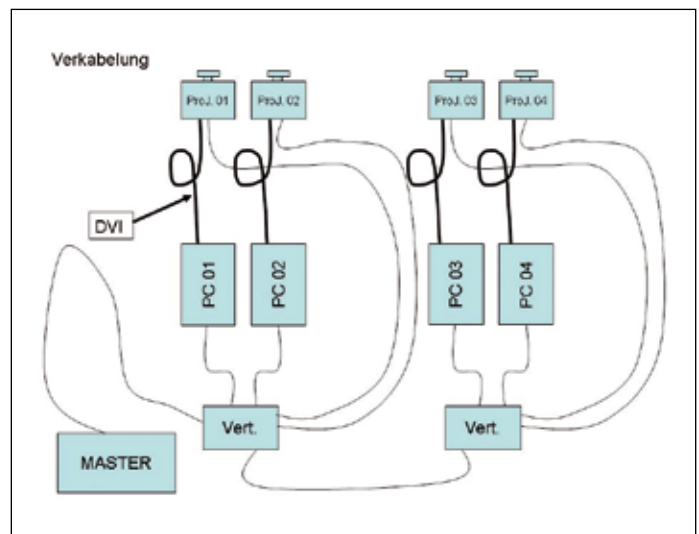 Verkabelung
ProJ. 01
ProJ. 02
ProJ. 03
ProJ. 04
DVI
PC 01
PC 02
PC 03
PC 04
Vert.
Vert.
MASTER